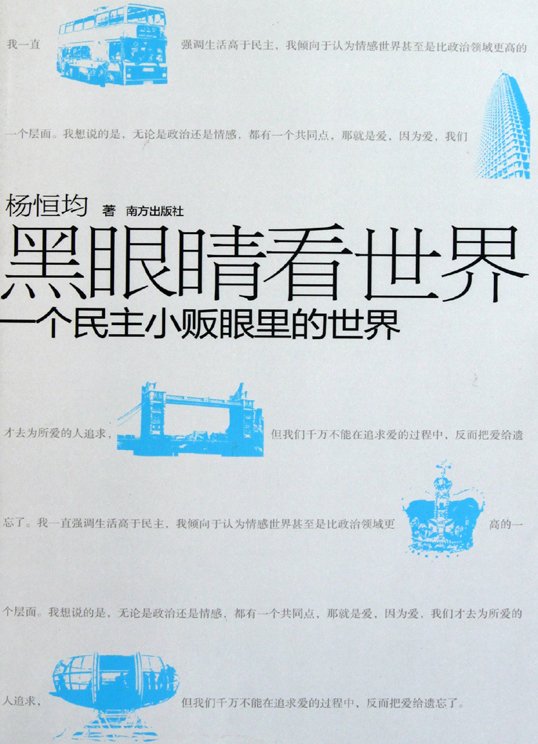 我一直 强调生活高于民主，我倾向于认为情感世界甚至是比政治领域更高的
一个层面。我想说的是，无论是政治还是情感，都有一个共同点，那就是爱，因为爱，我们
杨恒均 著 南方出版社
黑眼睛看世界
一个民主小贩眼里的世界
才去为所爱的人追求， 但我们千万不能在追求爱的过程中，反而把爱给遗
忘了。我一直强调生活高于民主，我倾向于认为情感世界甚至是比政治领域更 高的一
个层面。我想说的是，无论是政治还是情感，都有一个共同点，那就是爱，因为爱，我们才去为所爱的
人追求， 但我们千万不能在追求爱的过程中，反而把爱给遗忘了。